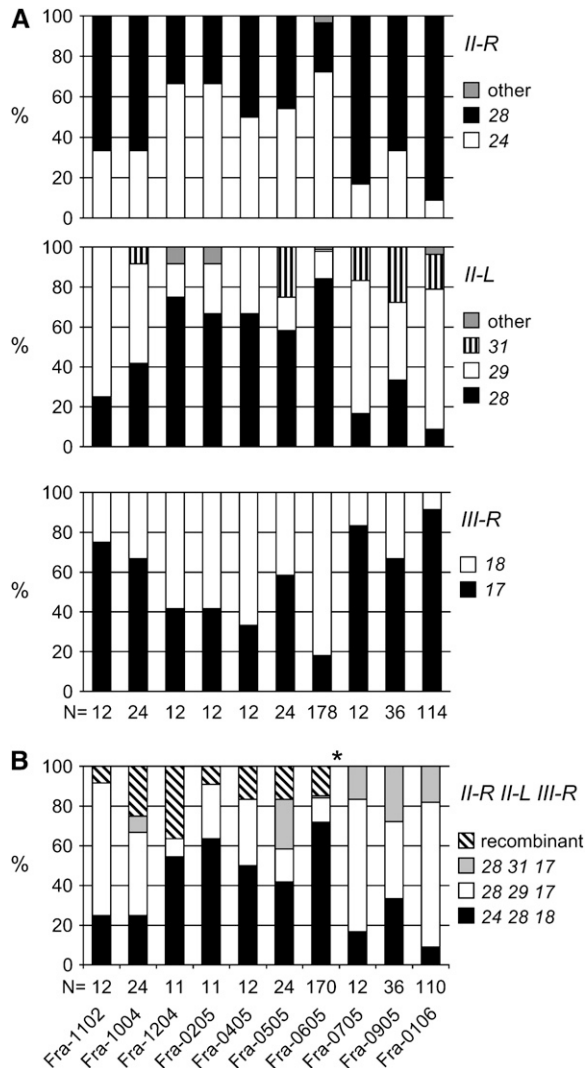 A
II-R
100
80
60
40
20
0
%
other
28
24
II-L
100
80
60
40
20
0
%
other
31
29
28
III-R
100
80
60
40
20
0
%
18
17
N= 12 24 12 12 12 24 178 12 36 114
B
*
II-R II-L III-R
100
80
60
40
20
0
%
recombinant
28 31 17
28 29 17
24 28 18
N= 12 24 11 11 12 24 170 12 36 110
Fra-1102 Fra-1004 Fra-1204 Fra-0205 Fra-0405 Fra-0505 Fra-0605 Fra-0705 Fra-0905 Fra-0106